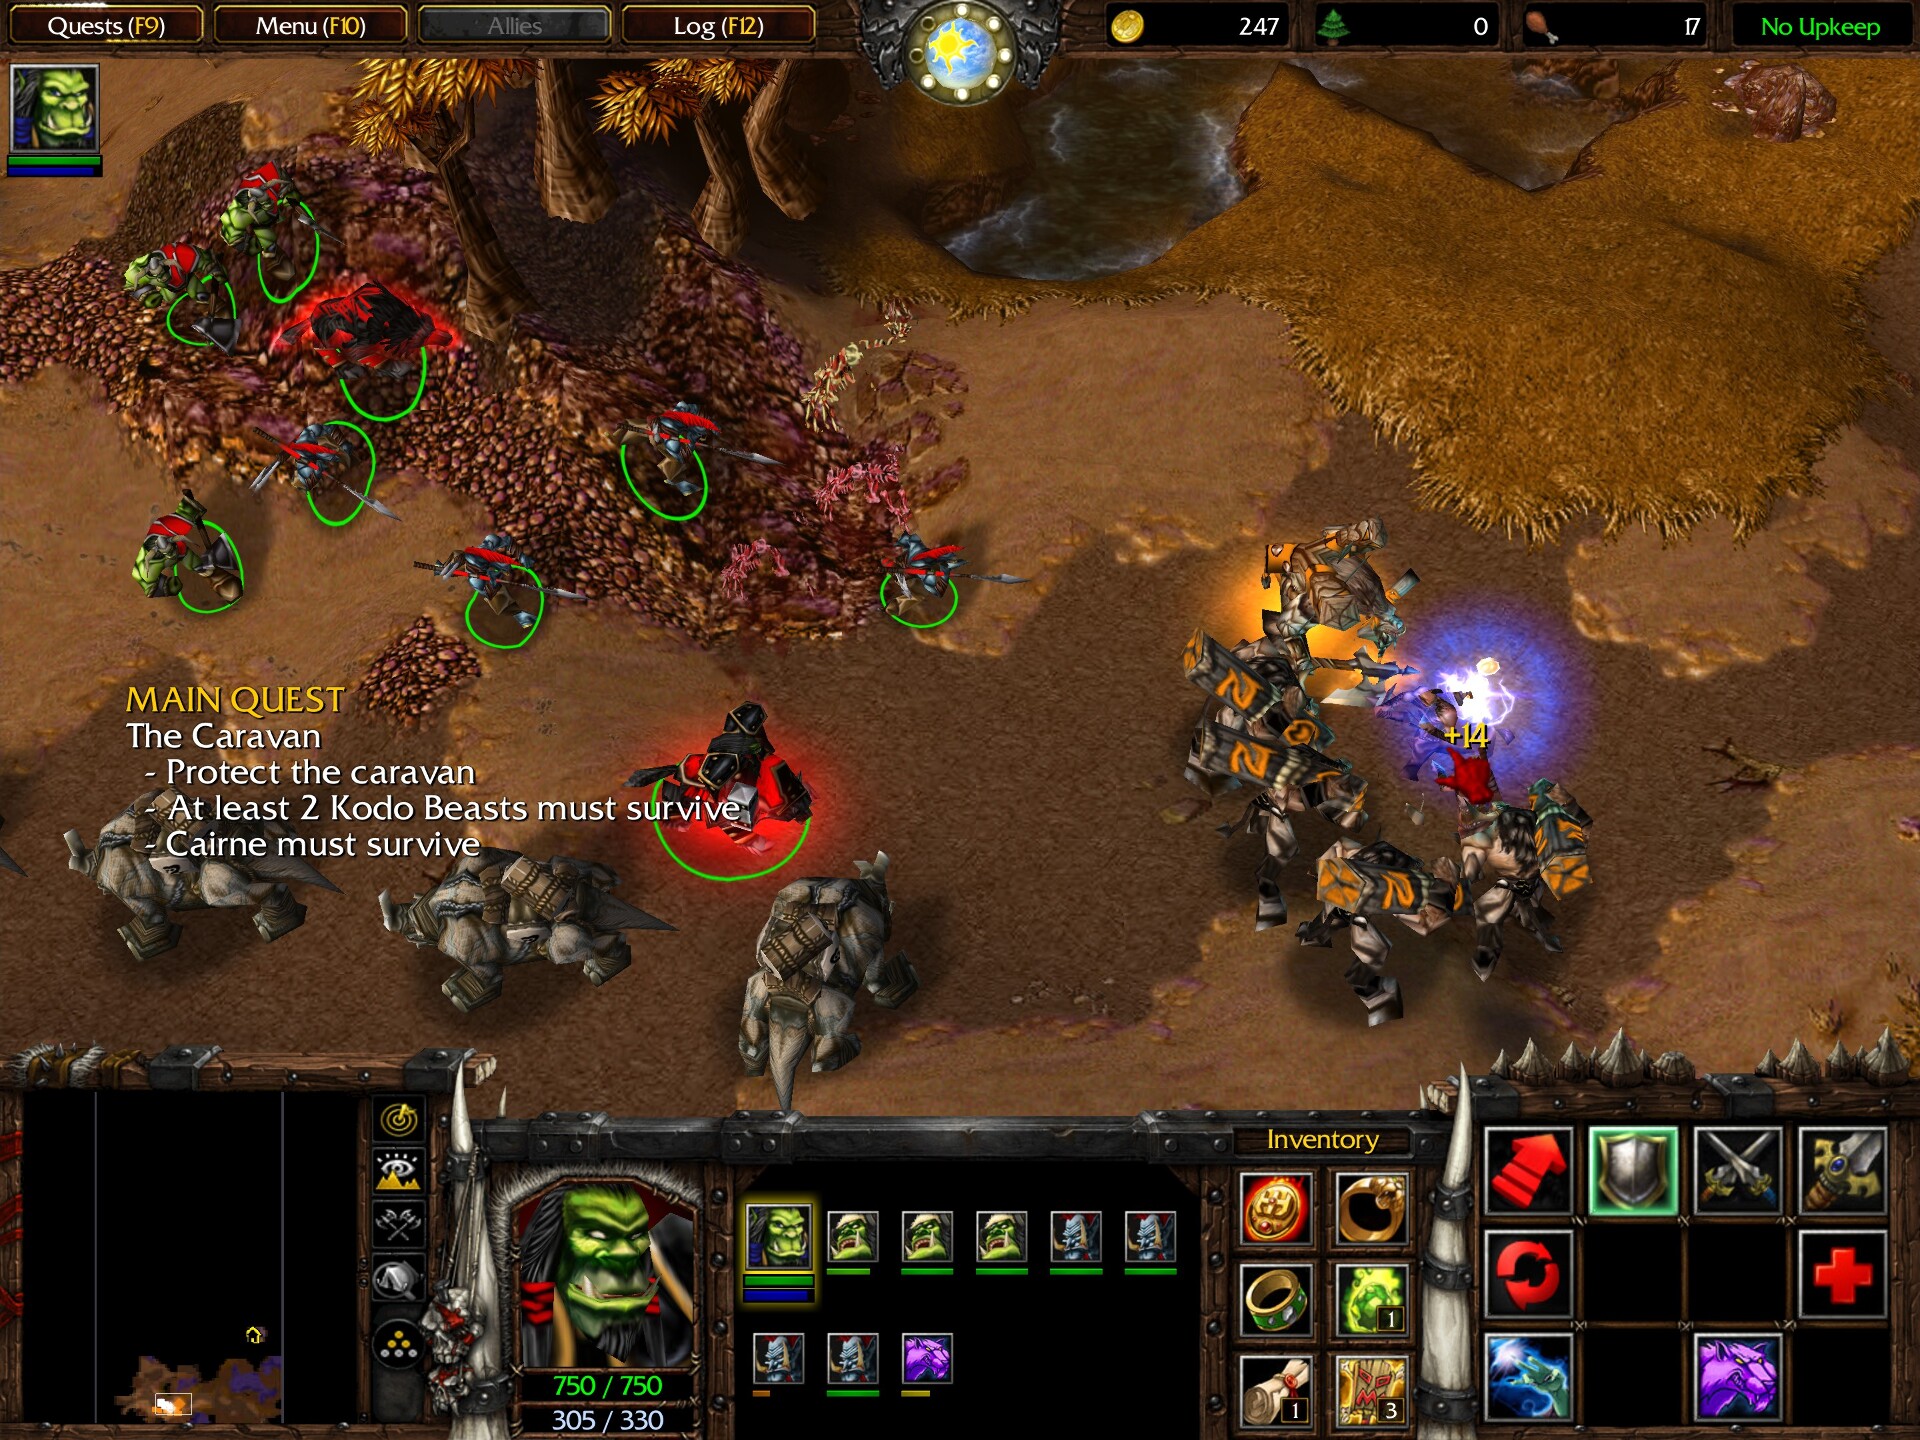 Quests (F9)
Menu (F10)
Allies
Log (F12)
247
0
17
No Upkeep
+14
MAIN QUEST
The Caravan
- Protect the caravan
- At least 2 Kodo Beasts must survive
- Cairne must survive
Inventory
1
1
3
750 / 750
305 / 330